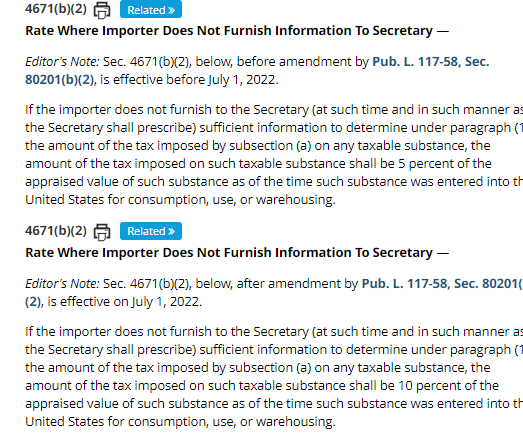 4671(b)(2) Related »
Rate Where Importer Does Not Furnish Information To Secretary —
Editor's Note: Sec. 4671(b)(2), below, before amendment by Pub. L. 117-58, Sec.
80201(b)(2), is effective before July 1, 2022.
If the importer does not furnish to the Secretary (at such time and in such manner as
the Secretary shall prescribe) sufficient information to determine under paragraph (1
the amount of the tax imposed by subsection (a) on any taxable substance, the
amount of the tax imposed on such taxable substance shall be 5 percent of the
appraised value of such substance as of the time such substance was entered into th
United States for consumption, use, or warehousing.
4671(b)(2) Related »
Rate Where Importer Does Not Furnish Information To Secretary —
Editor's Note: Sec. 4671(b)(2), below, after amendment by Pub. L. 117-58, Sec. 80201(
(2), is effective on July 1, 2022.
If the importer does not furnish to the Secretary (at such time and in such manner as
the Secretary shall prescribe) sufficient information to determine under paragraph (1
the amount of the tax imposed by subsection (a) on any taxable substance, the
amount of the tax imposed on such taxable substance shall be 10 percent of the
appraised value of such substance as of the time such substance was entered into th
United States for consumption, use, or warehousing.